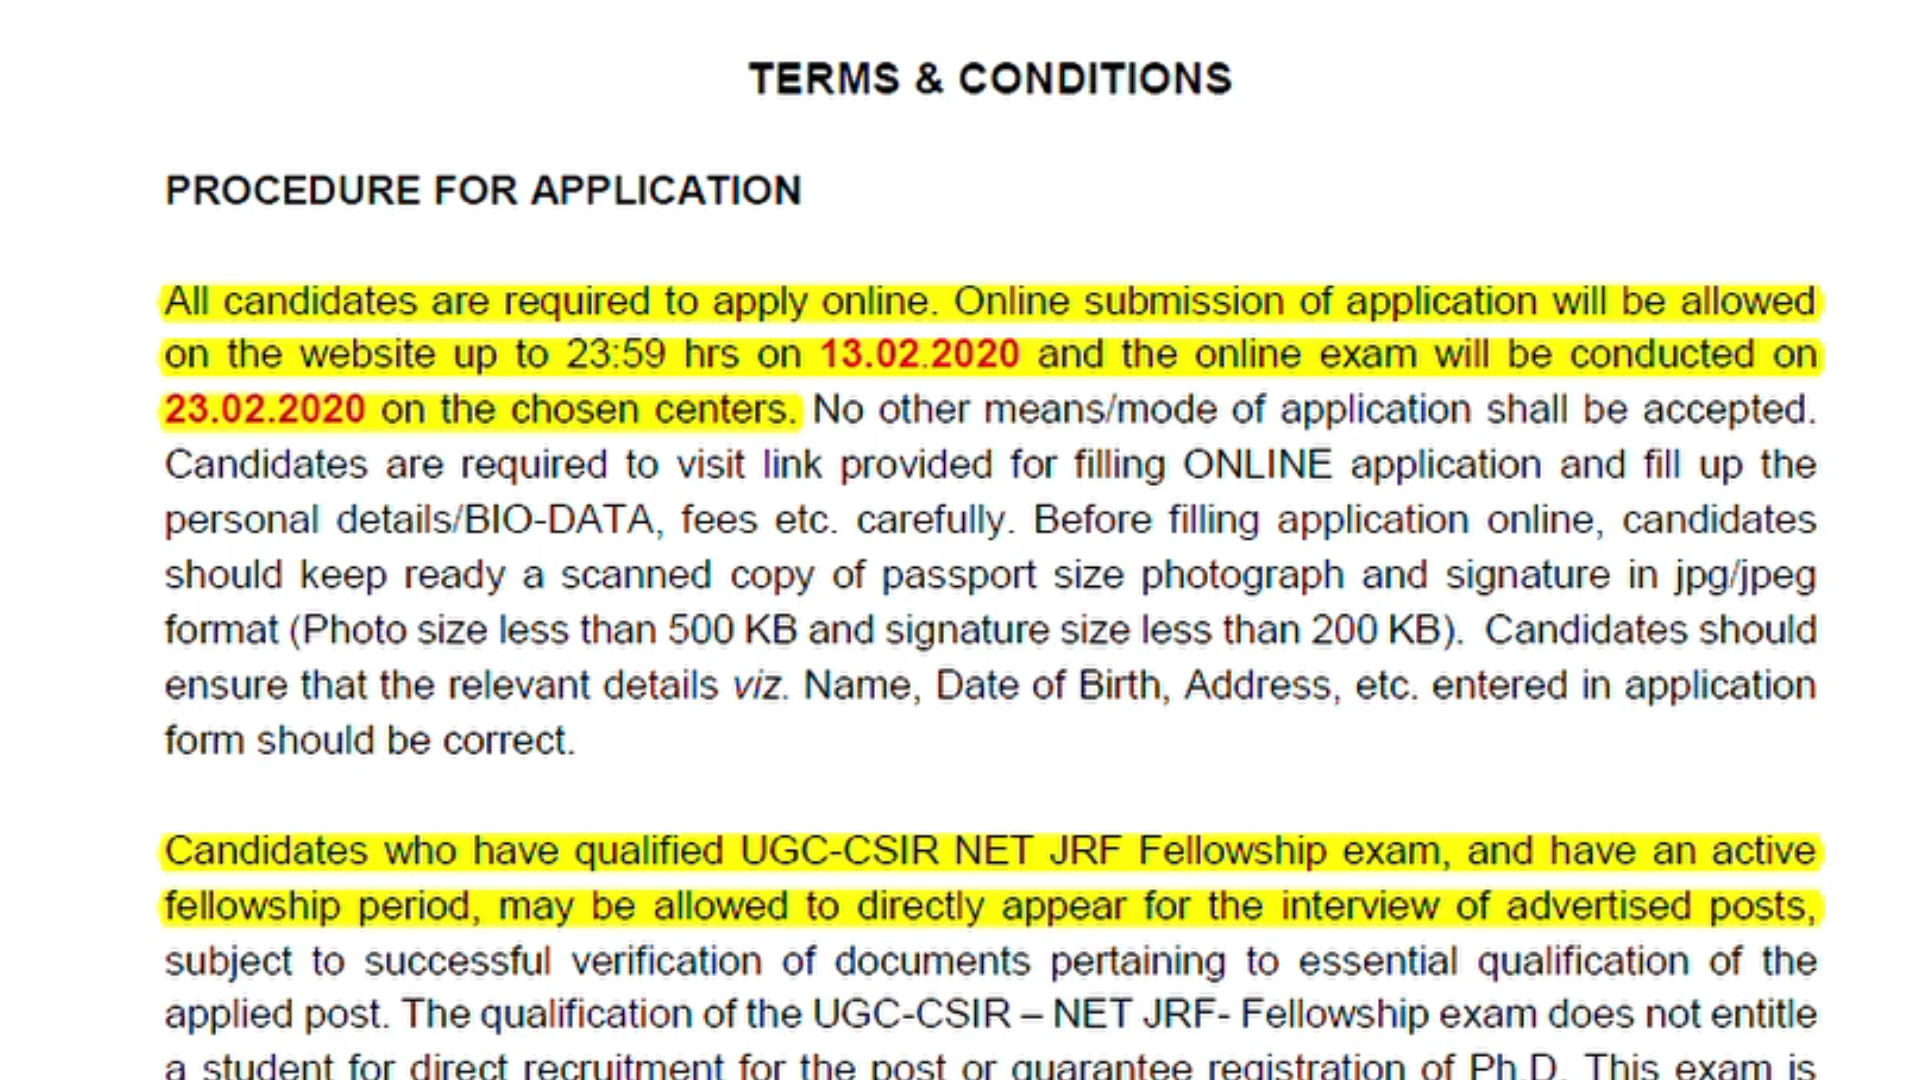 TERMS & CONDITIONS
PROCEDURE FOR APPLICATION
All candidates are required to apply online. Online submission of application will be allowed
on the website up to 23:59 hrs on 13.02.2020 and the online exam will be conducted on
23.02.2020 on the chosen centers. No other means/mode of application shall be accepted.
Candidates are required to visit link provided for filling ONLINE application and fill up the
personal details/BIO-DATA, fees etc. carefully. Before filling application online, candidates
should keep ready a scanned copy of passport size photograph and signature in jpg/jpeg
format (Photo size less than 500 KB and signature size less than 200 KB). Candidates should
ensure that the relevant details viz. Name, Date of Birth, Address, etc. entered in application
form should be correct.
Candidates who have qualified UGC-CSIR NET JRF Fellowship exam, and have an active
fellowship period, may be allowed to directly appear for the interview of advertised posts,
subject to successful verification of documents pertaining to essential qualification of the
applied post. The qualification of the UGC-CSIR – NET JRF- Fellowship exam does not entitle
a student for direct recruitment for the post or guarantee registration of Ph.D. This exam is